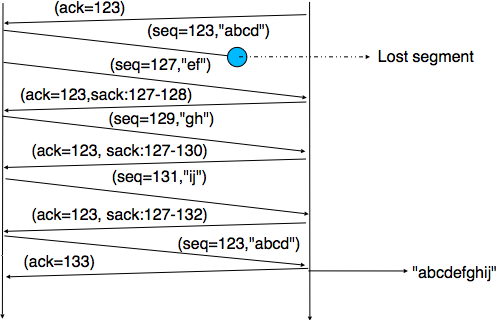 (ack=123)
(seq=123,"abcd")
Lost segment
(seq=127,"ef")
(ack=123,sack:127-128)
(seq=129,"gh")
(ack=123, sack:127-130)
(seq=131,"ij")
(ack=123, sack:127-132)
(seq=123,"abcd")
(ack=133)
"abcdefghij"